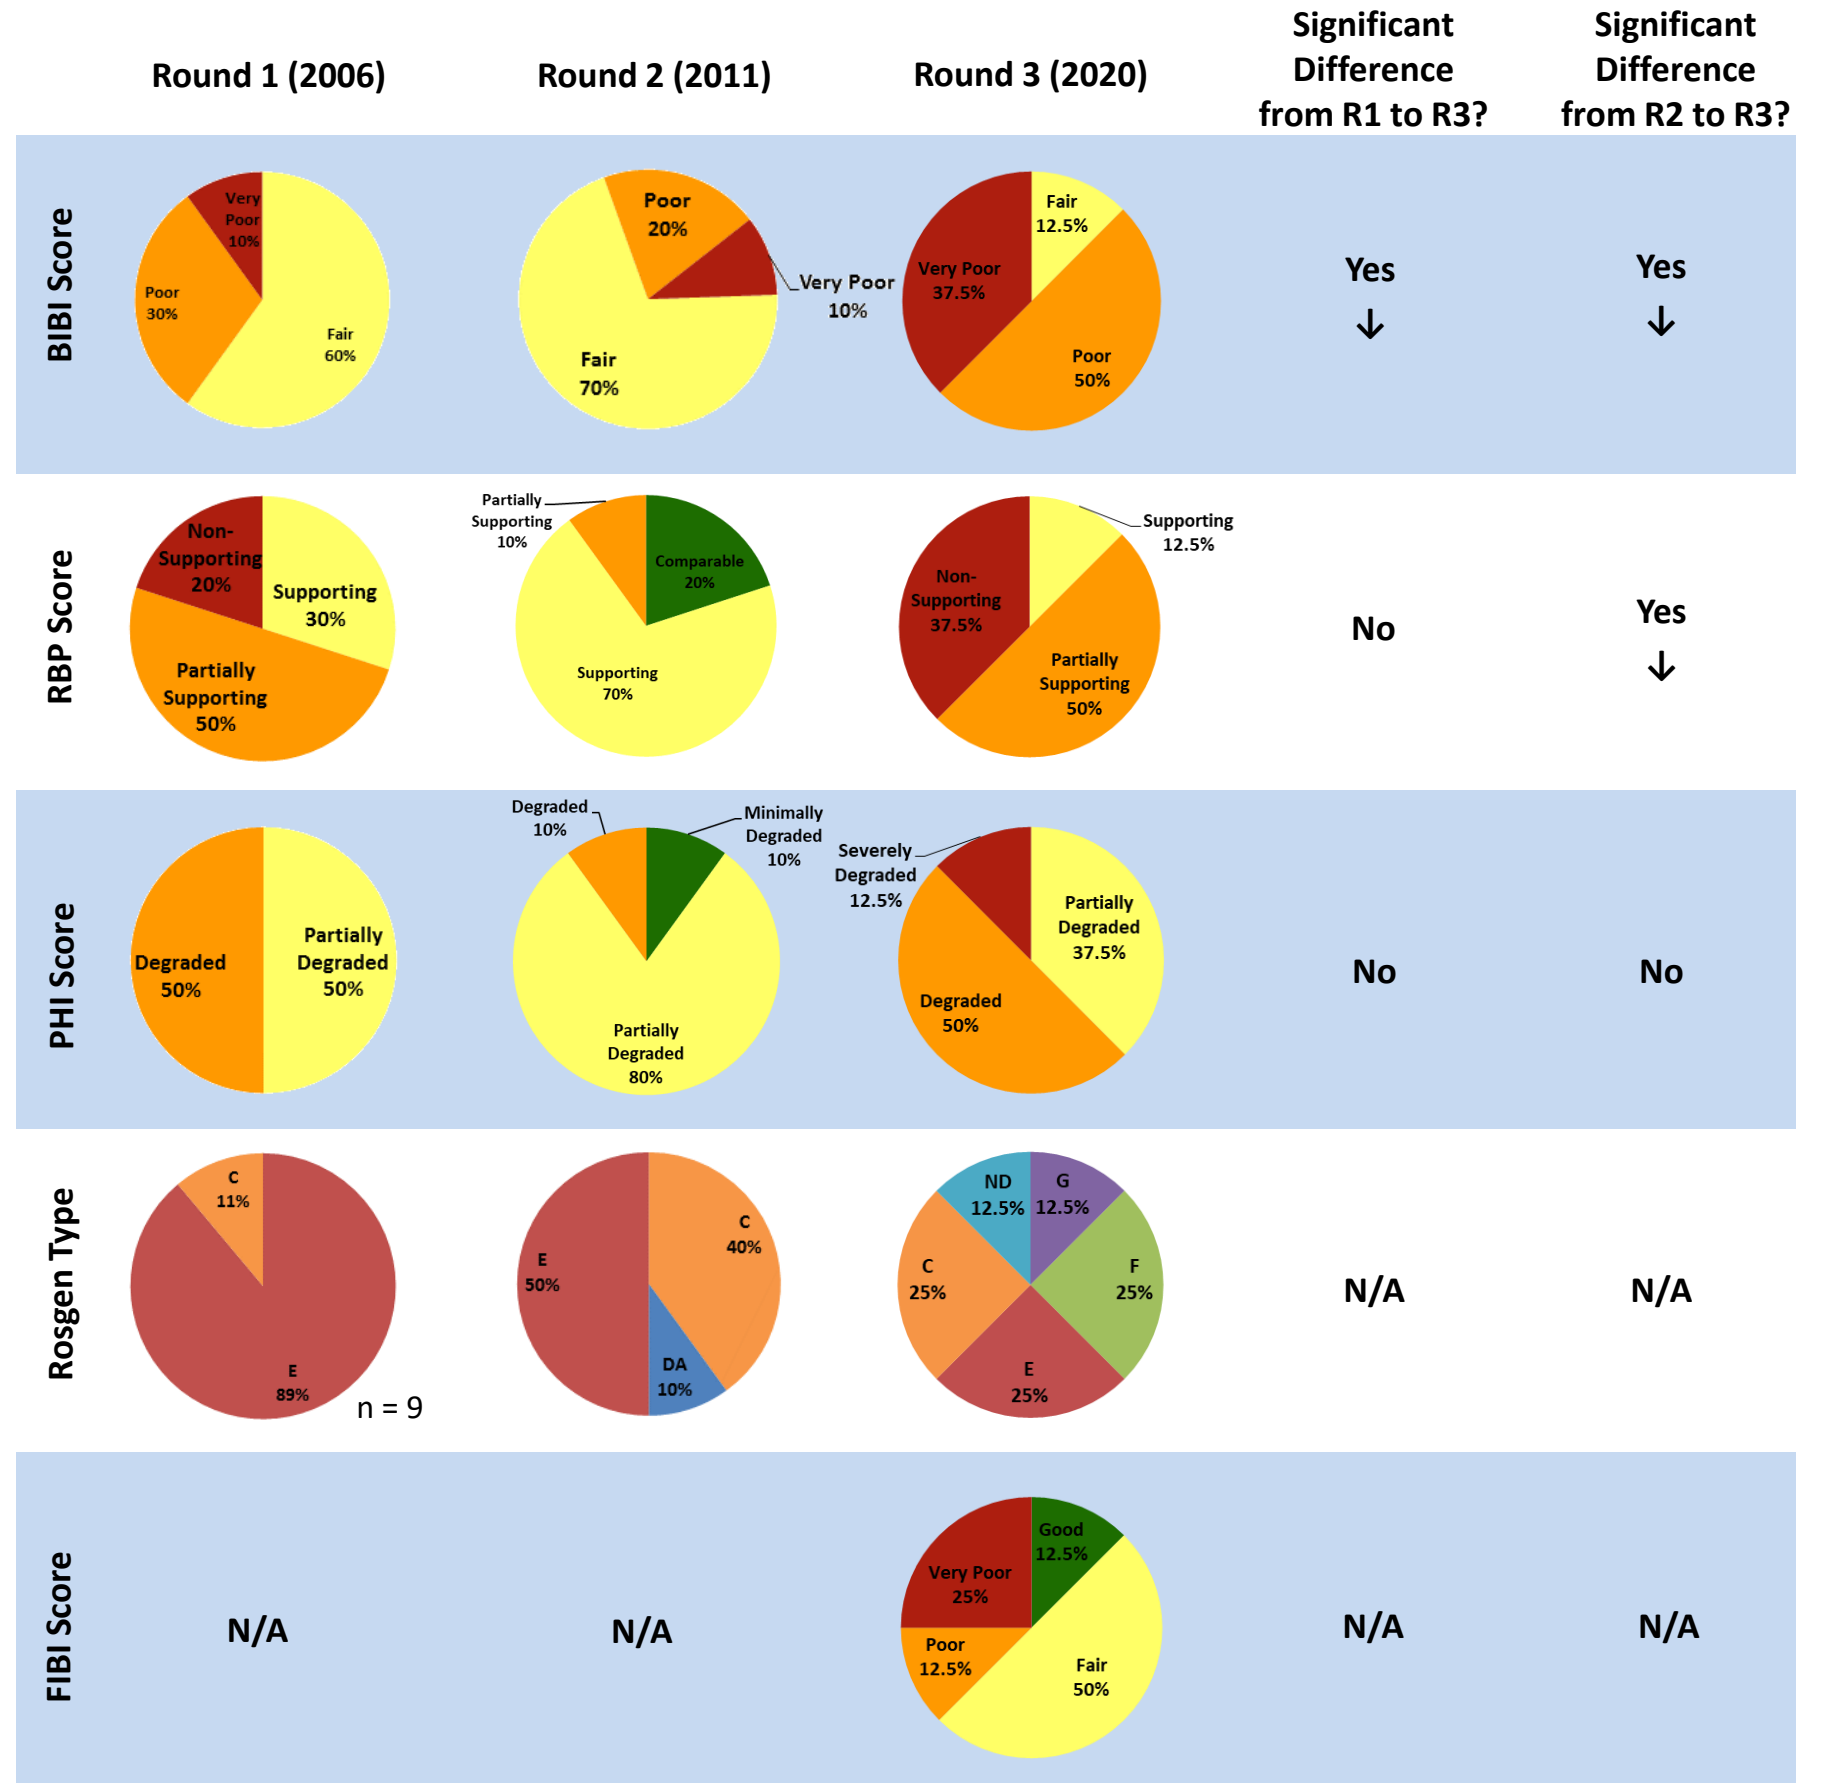 Significant
Difference
from R1 to R3?
Significant
Difference
from R2 to R3?
Round 1 (2006)
Round 2 (2011)
Round 3 (2020)
BIBI Score
Very
Poor
10%
Poor
30%
Fair
60%
Poor
20%
Very Poor
10%
Fair
70%
Fair
12.5%
Very Poor
37.5%
Poor
50%
Yes
↓
Yes
↓
RBP Score
Non-
Supporting
20%
Supporting
30%
Partially
Supporting
50%
Partially
Supporting
10%
Comparable
20%
Supporting
70%
Supporting
12.5%
Non-
Supporting
37.5%
Partially
Supporting
50%
No
Yes
↓
PHI Score
Degraded
50%
Partially
Degraded
50%
Degraded
10%
Minimally
Degraded
10%
Partially
Degraded
80%
Severely
Degraded
12.5%
Partially
Degraded
37.5%
Degraded
50%
No
No
Rosgen Type
C
11%
E
89%
n = 9
C
40%
E
50%
DA
10%
ND
12.5%
G
12.5%
C
25%
F
25%
E
25%
N/A
N/A
FIBI Score
N/A
N/A
Good
12.5%
Very Poor
25%
Poor
12.5%
Fair
50%
N/A
N/A